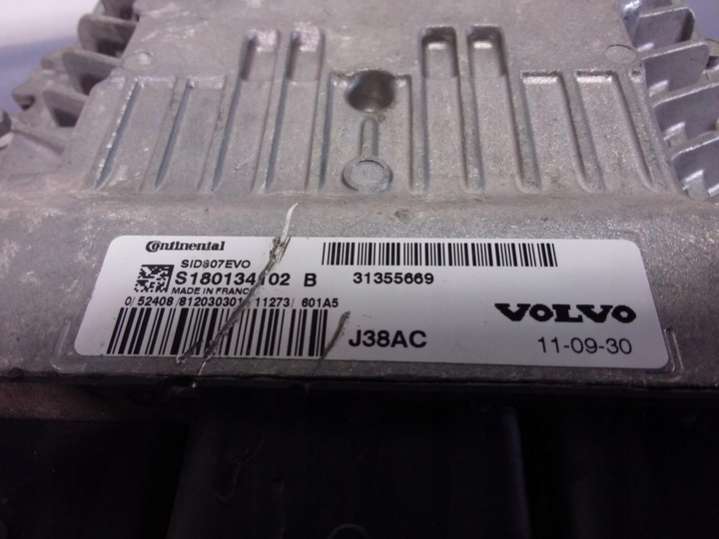 Continental
SID807EVO
S180134102 B 31355669
MADE IN FRANCE
0/52408/812030301 11273/601A5
VOLVO
J38AC 11-09-30